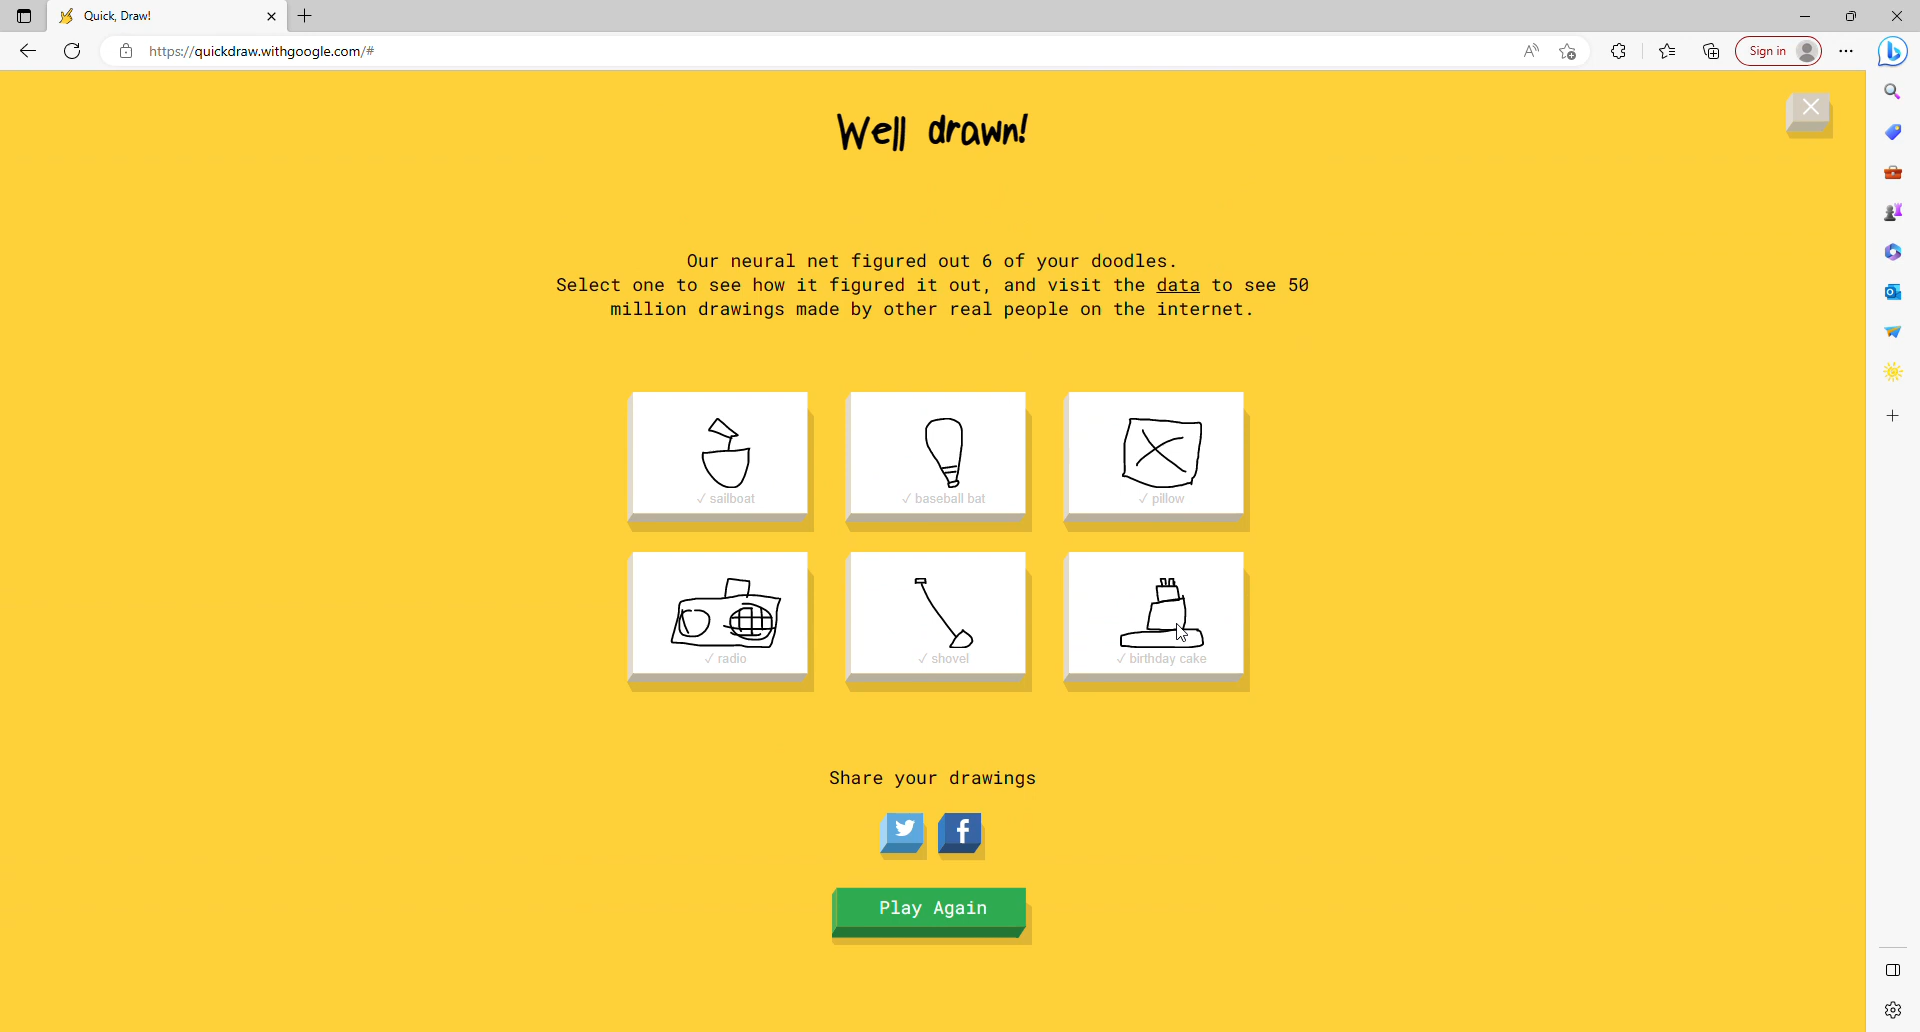 Quick, Draw!
https://quickdraw.withgoogle.com/#
Sign in
Well drawn!
Our neural net figured out 6 of your doodles.
Select one to see how it figured it out, and visit the data to see 50
million drawings made by other real people on the internet.
✓ sailboat
✓ baseball bat
✓ pillow
✓ radio
✓ shovel
✓ birthday cake
Share your drawings
Play Again